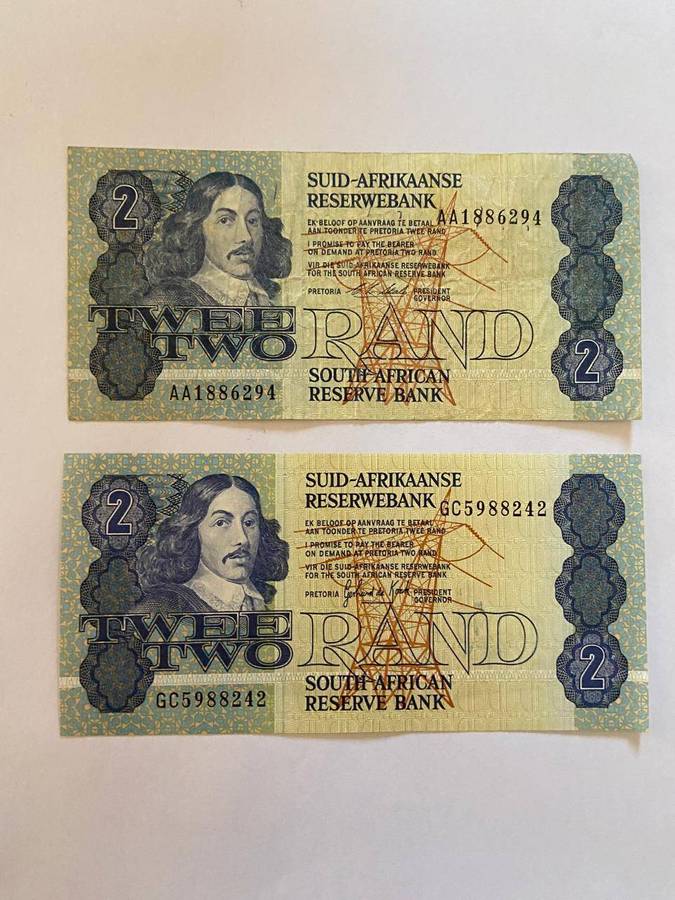 2
SUID-AFRIKAANSE
RESERWEBANK
AA1886294
EK BELOOF OP AANVRAAG TE BETAAL
AAN TOONDER TE PRETORIA TWEE RAND
I PROMISE TO PAY THE BEARER
ON DEMAND AT PRETORIA TWO RAND
VIR DIE SUID-AFRIKAANSE RESERWEBANK
FOR THE SOUTH AFRICAN RESERVE BANK
PRETORIA PRESIDENT
GOVERNOR
TWEE
TWO RAND
2
SOUTH AFRICAN
RESERVE BANK
AA1886294
2
SUID-AFRIKAANSE
RESERWEBANK
GC5988242
EK BELOOF OP AANVRAAG TE BETAAL
AAN TOONDER TE PRETORIA TWEE RAND
I PROMISE TO PAY THE BEARER
ON DEMAND AT PRETORIA TWO RAND
VIR DIE SUID-AFRIKAANSE RESERWEBANK
FOR THE SOUTH AFRICAN RESERVE BANK
PRETORIA Gerhard de Kock PRESIDENT
GOVERNOR
TWEE
TWO RAND
2
SOUTH AFRICAN
RESERVE BANK
GC5988242